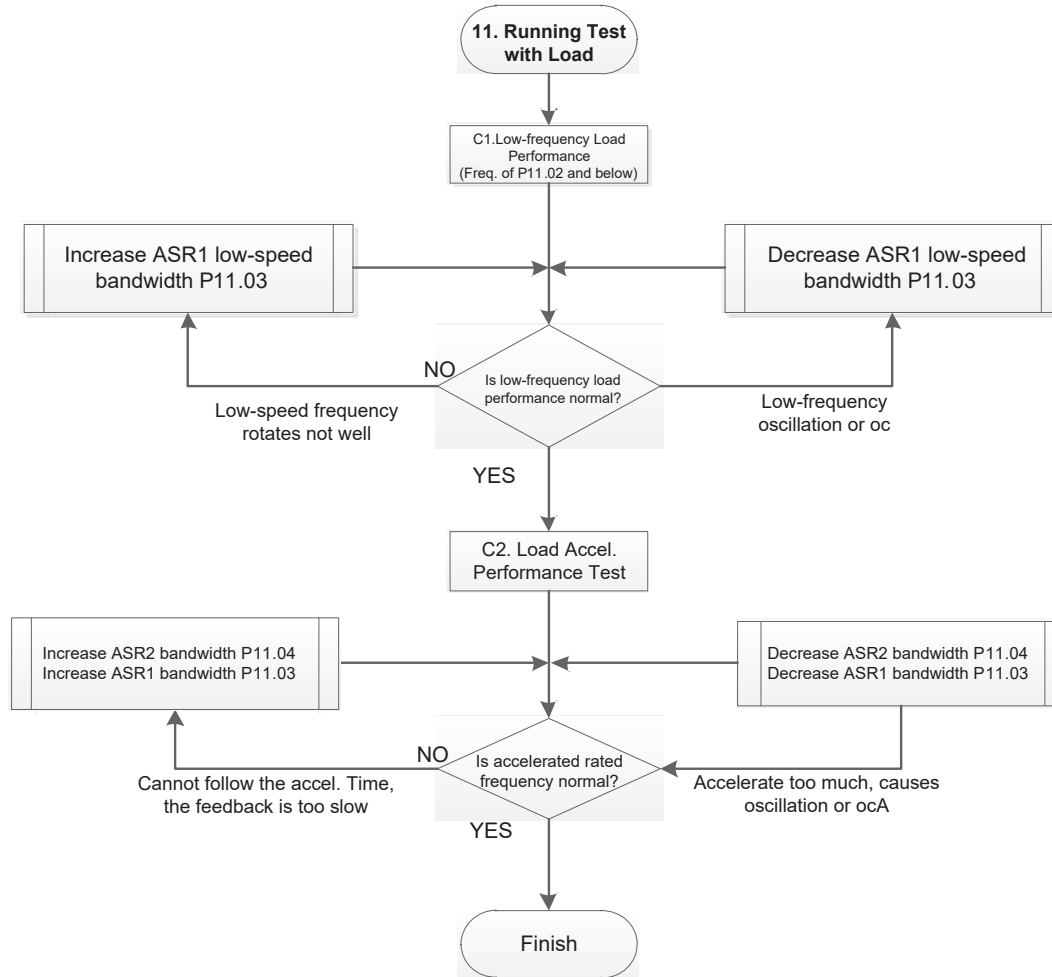 11. Running Test
with Load
C1.Low-frequency Load
Performance
(Freq. of P11.02 and below)
Increase ASR1 low-speed
bandwidth P11.03
Decrease ASR1 low-speed
bandwidth P11.03
NO
Is low-frequency load
performance normal?
Low-speed frequency
rotates not well
Low-frequency
oscillation or oc
YES
C2. Load Accel.
Performance Test
Increase ASR2 bandwidth P11.04
Increase ASR1 bandwidth P11.03
Decrease ASR2 bandwidth P11.04
Decrease ASR1 bandwidth P11.03
NO
Is accelerated rated
frequency normal?
Cannot follow the accel. Time,
the feedback is too slow
Accelerate too much, causes
oscillation or ocA
YES
Finish